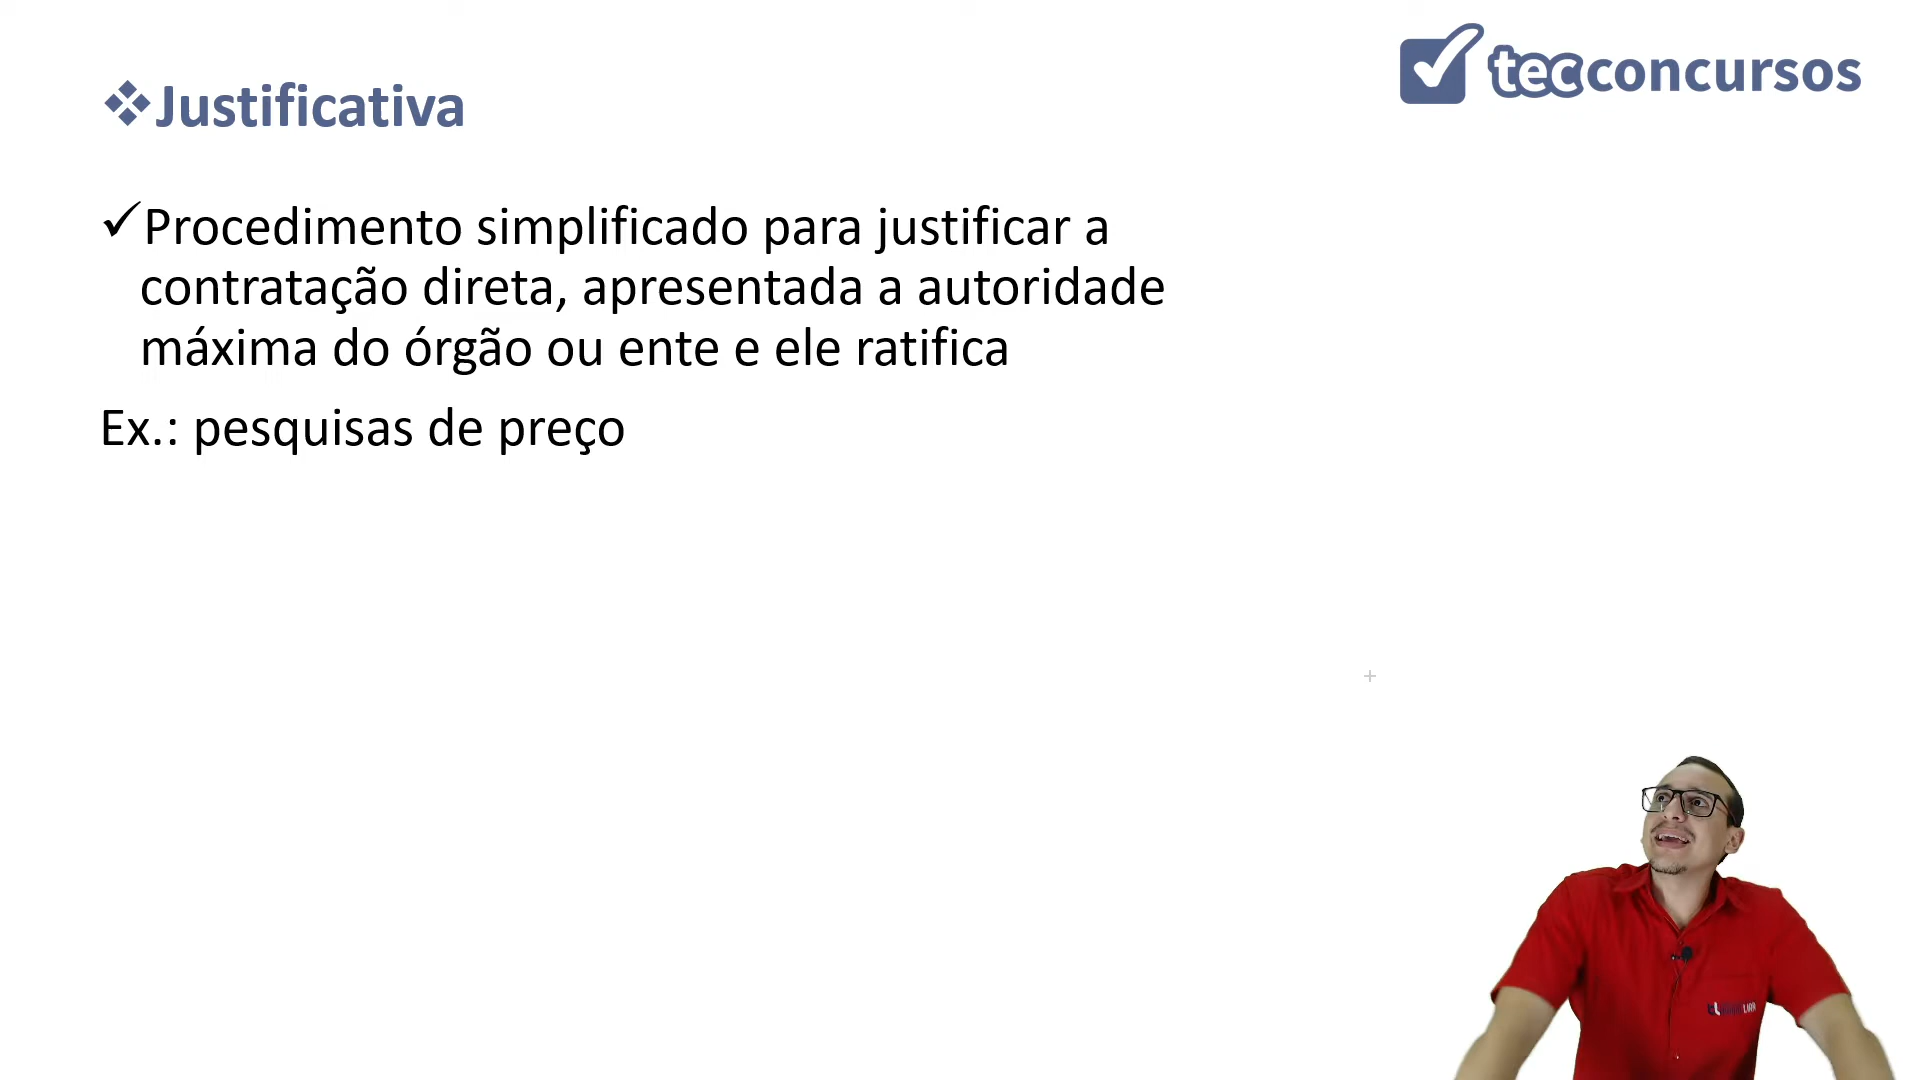 tecconcursos
❖Justificativa
✓Procedimento simplificado para justificar a
contratação direta, apresentada a autoridade
máxima do órgão ou ente e ele ratifica
Ex.: pesquisas de preço